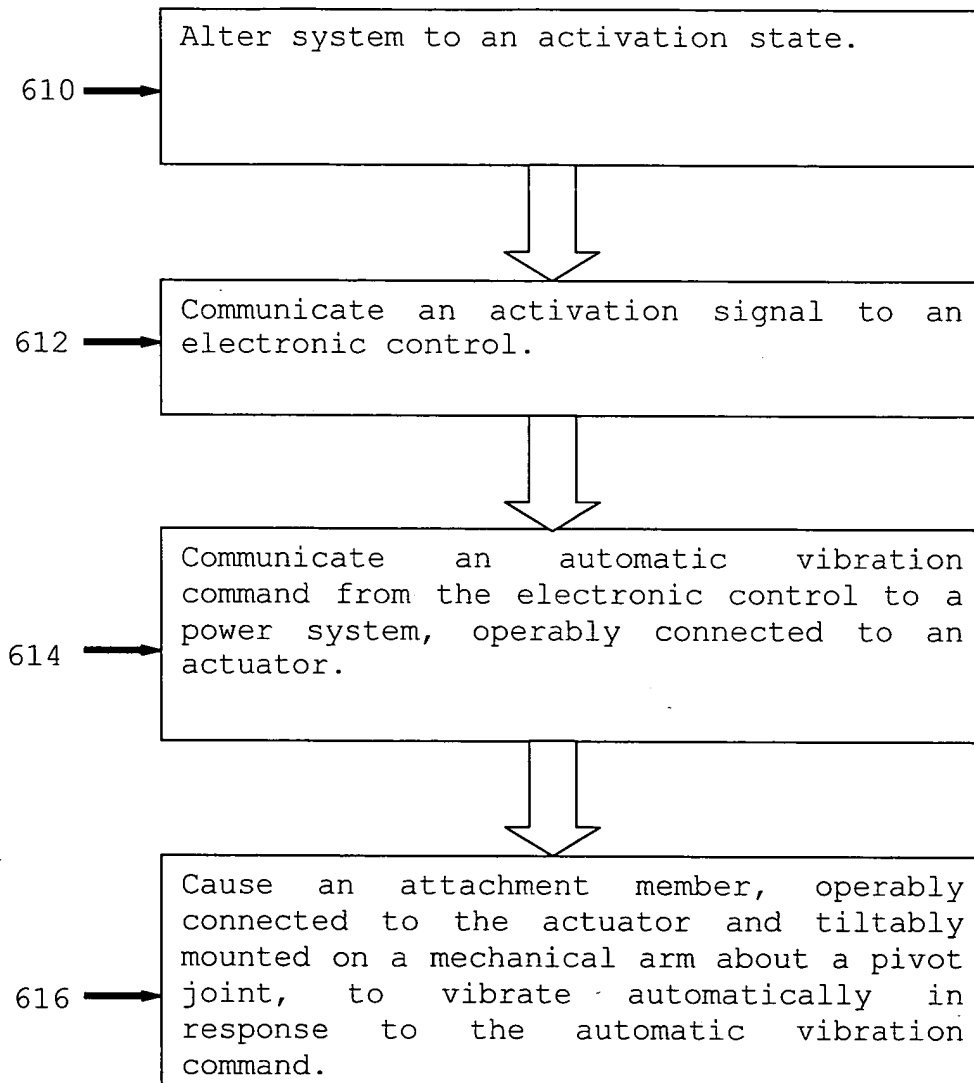 Alter system to an activation state.
610
Communicate an activation signal to an
electronic control.
612
Communicate an automatic vibration
command from the electronic control to a
power system, operably connected to an
actuator.
614
Cause an attachment member, operably
connected to the actuator and tiltably
mounted on a mechanical arm about a pivot
joint, to vibrate automatically in
response to the automatic vibration
command.
616